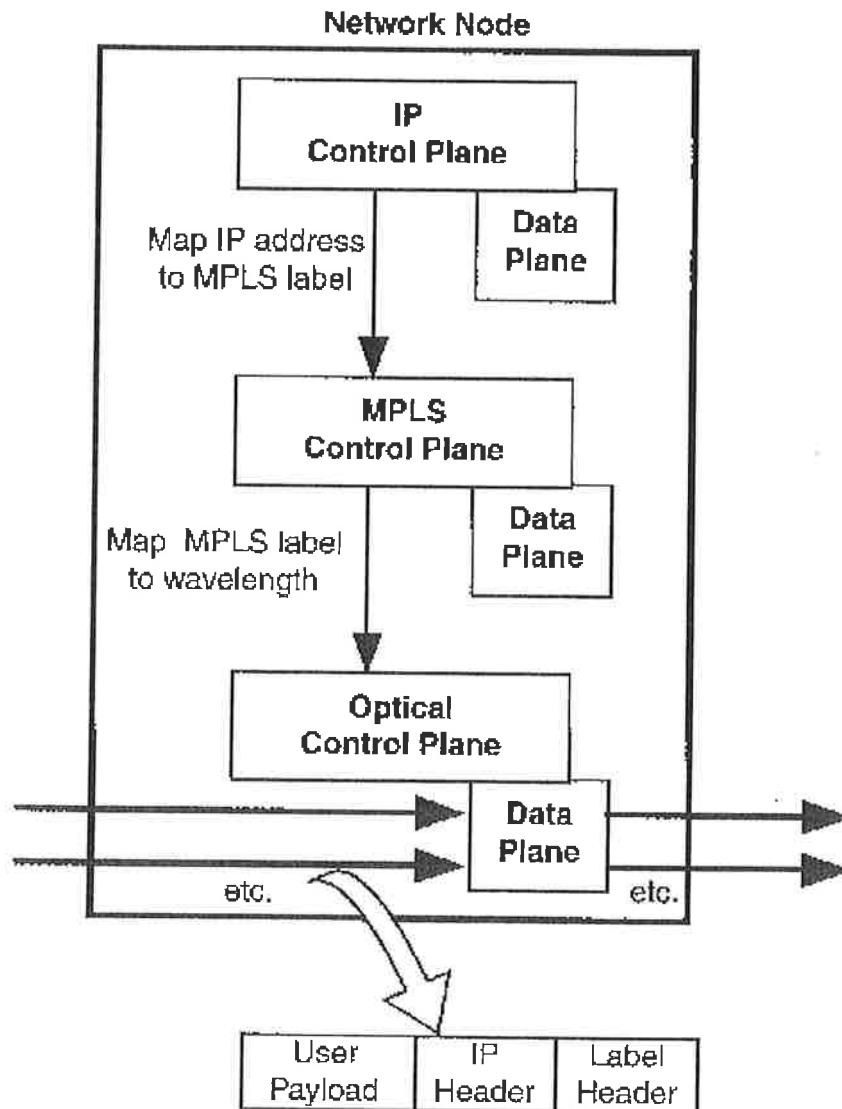 Network Node
IP
Control Plane
Map IP address
to MPLS label
Data
Plane
MPLS
Control Plane
Map MPLS label
to wavelength
Data
Plane
Optical
Control Plane
Data
Plane
etc.
etc.
User
Payload
IP
Header
Label
Header